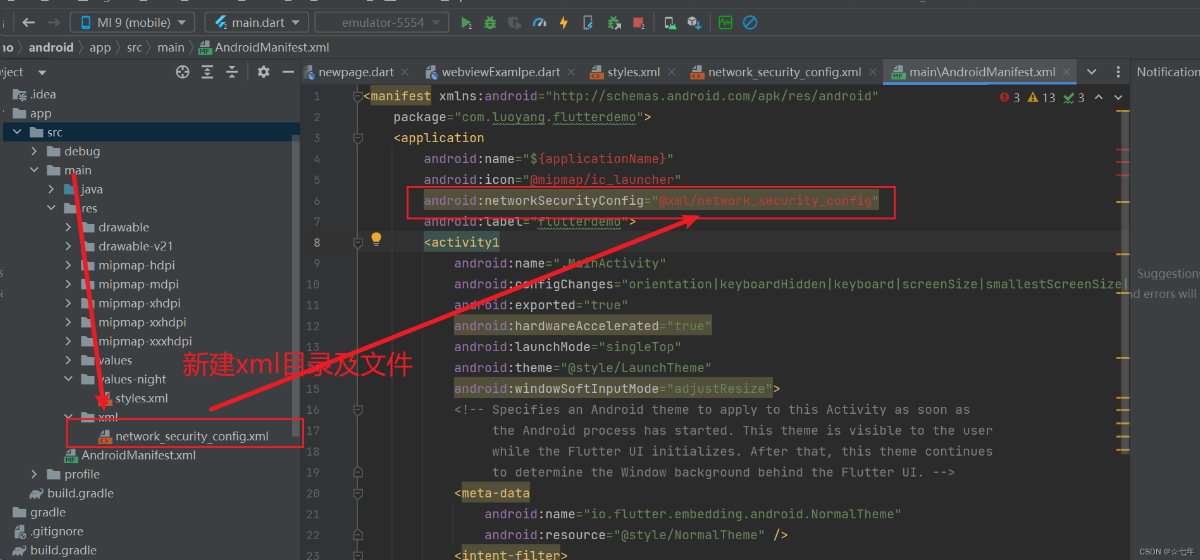 MI 9 (mobile)
main.dart
emulator-5554
android
app
src
main
AndroidManifest.xml
ject
newpage.dart
webviewExamlpe.dart
styles.xml
network_security_config.xml
main\AndroidManifest.xml
Notification
.idea
app
src
debug
main
java
res
drawable
drawable-v21
mipmap-hdpi
mipmap-mdpi
mipmap-xhdpi
mipmap-xxhdpi
mipmap-xxxhdpi
values
values-night
styles.xml
xml
network_security_config.xml
AndroidManifest.xml
profile
build.gradle
gradle
.gitignore
build.gradle
新建xml目录及文件
3 13 3
1 <manifest xmlns:android="http://schemas.android.com/apk/res/android"
2 package="com.luoyang.flutterdemo">
3 <application
4 android:name="${applicationName}"
5 android:icon="@mipmap/ic_launcher"
6 android:networkSecurityConfig="@xml/network_security_config"
7 android:label="flutterdemo">
8 <activity1
9 android:name=".MainActivity"
10 android:configChanges="orientation|keyboardHidden|keyboard|screenSize|smallestScreenSize|
11 android:exported="true"
12 android:hardwareAccelerated="true"
13 android:launchMode="singleTop"
14 android:theme="@style/LaunchTheme"
15 android:windowSoftInputMode="adjustResize">
16 <!-- Specifies an Android theme to apply to this Activity as soon as
17 the Android process has started. This theme is visible to the user
18 while the Flutter UI initializes. After that, this theme continues
19 to determine the Window background behind the Flutter UI. -->
20 <meta-data
21 android:name="io.flutter.embedding.android.NormalTheme"
22 android:resource="@style/NormalTheme" />
23 <intent-filter>
Suggestions
nd errors will
CSDN @☆七年